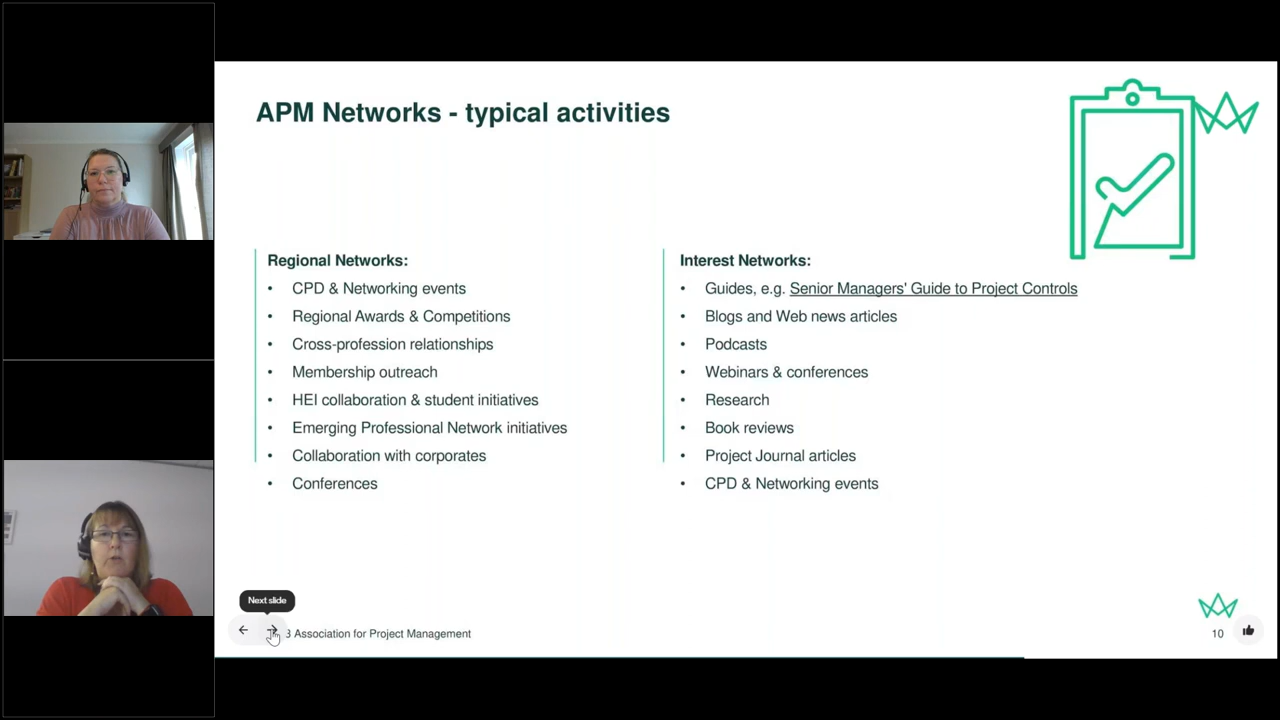 APM Networks - typical activities
Regional Networks:
• CPD & Networking events
• Regional Awards & Competitions
• Cross-profession relationships
• Membership outreach
• HEI collaboration & student initiatives
• Emerging Professional Network initiatives
• Collaboration with corporates
• Conferences
Interest Networks:
• Guides, e.g. Senior Managers' Guide to Project Controls
• Blogs and Web news articles
• Podcasts
• Webinars & conferences
• Research
• Book reviews
• Project Journal articles
• CPD & Networking events
Next slide
3 Association for Project Management
10